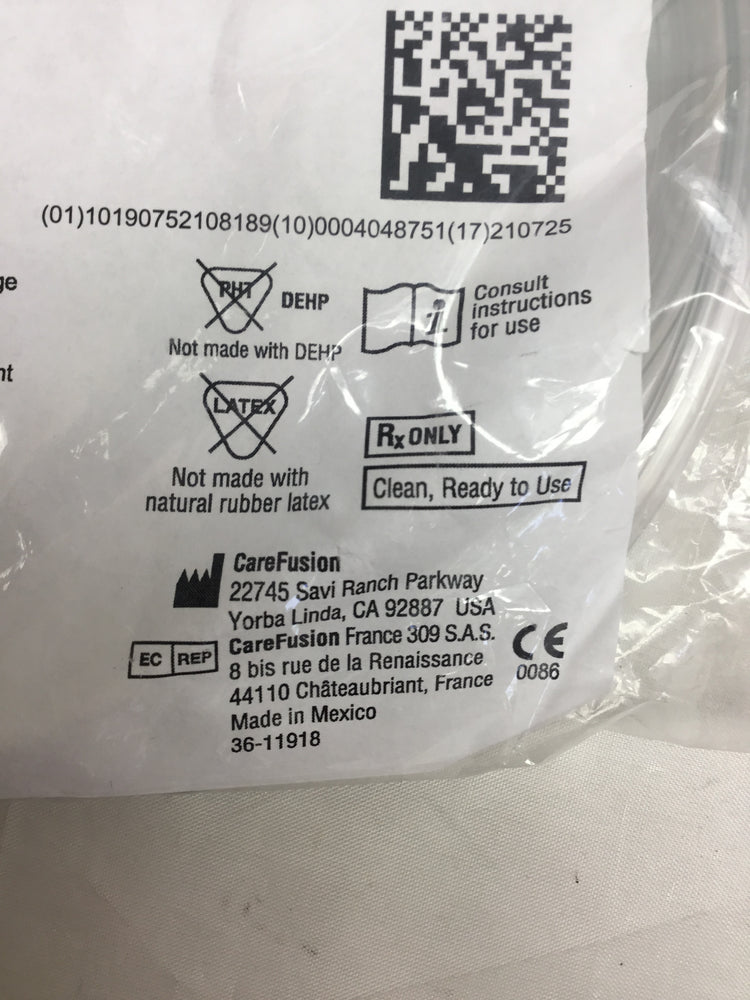 (01)10190752108189(10)0004048751(17)210725
ge
PHT DEHP
Not made with DEHP
Consult
instructions
for use
nt
LATEX
Not made with
natural rubber latex
Rx ONLY
Clean, Ready to Use
CareFusion
22745 Savi Ranch Parkway
Yorba Linda, CA 92887 USA
EC REP
CareFusion France 309 S.A.S.
8 bis rue de la Renaissance
44110 Châteaubriant, France
CE
0086
Made in Mexico
36-11918